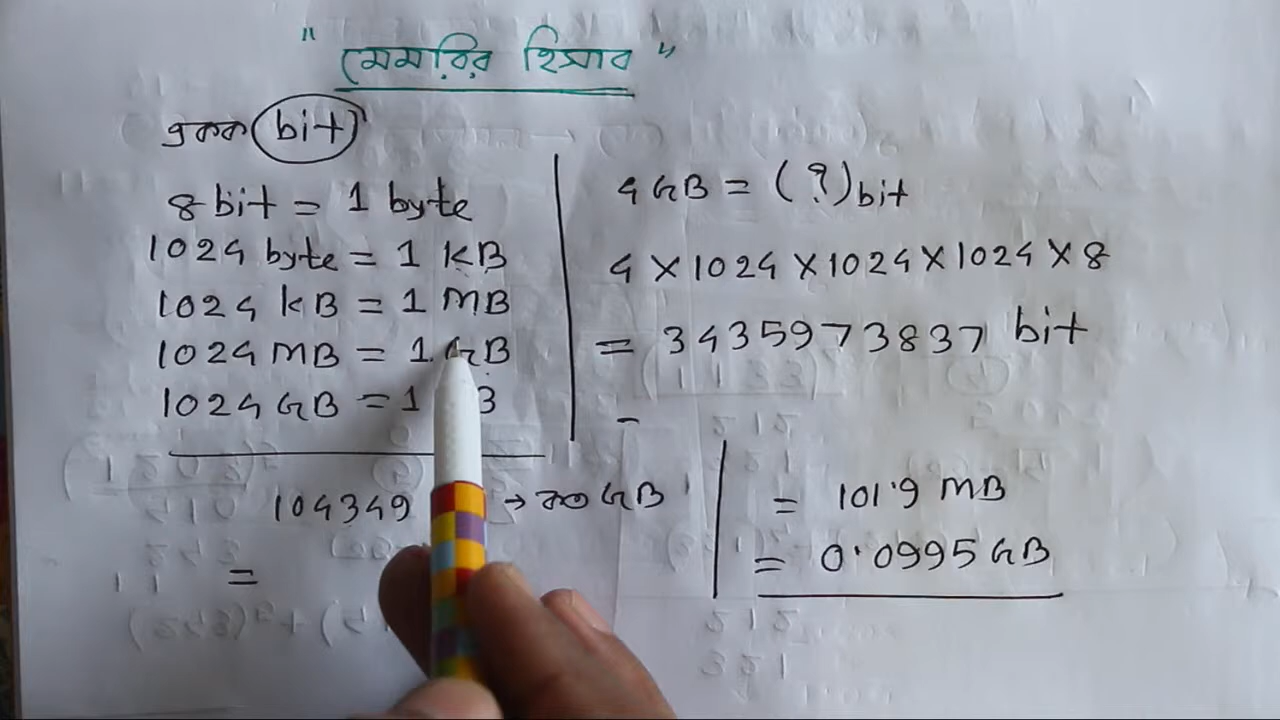 " মেমরির হিসাব "
একক bit
8 bit = 1 byte
1024 byte = 1 KB
1024 KB = 1 MB
1024 MB = 1 GB
1024 GB = 1
104349 → কত GB
=
4 GB = (?)bit
4 X 1024 X 1024 X 1024 X 8
= 3435973837 bit
-
= 101.9 MB
= 0.0995 GB